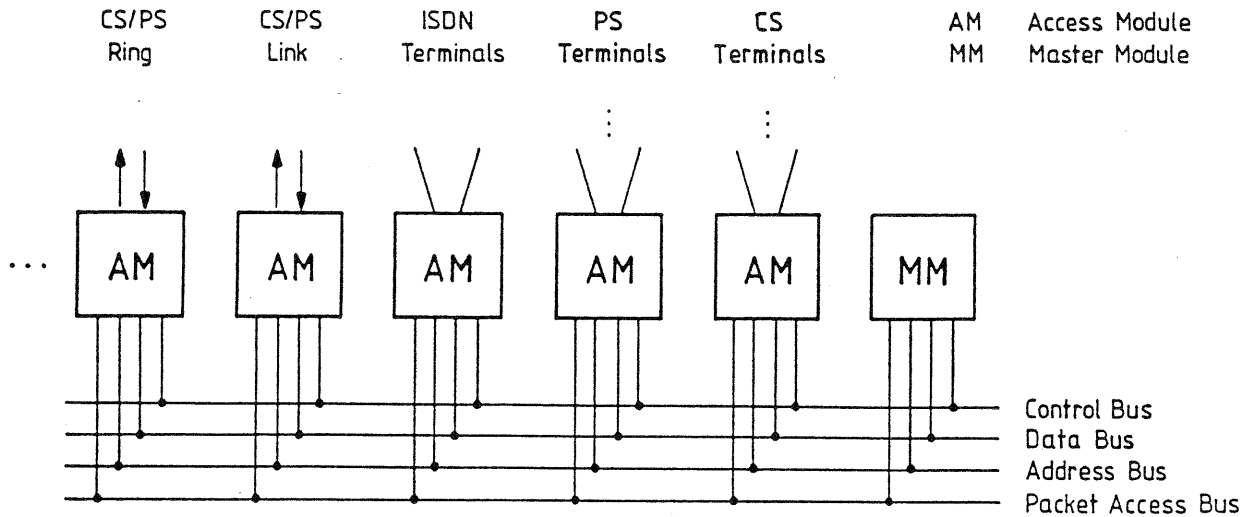 CS/PS
Ring
CS/PS
Link
ISDN
Terminals
PS
Terminals
CS
Terminals
AM Access Module
MM Master Module
...
AM
AM
AM
AM
AM
MM
Control Bus
Data Bus
Address Bus
Packet Access Bus